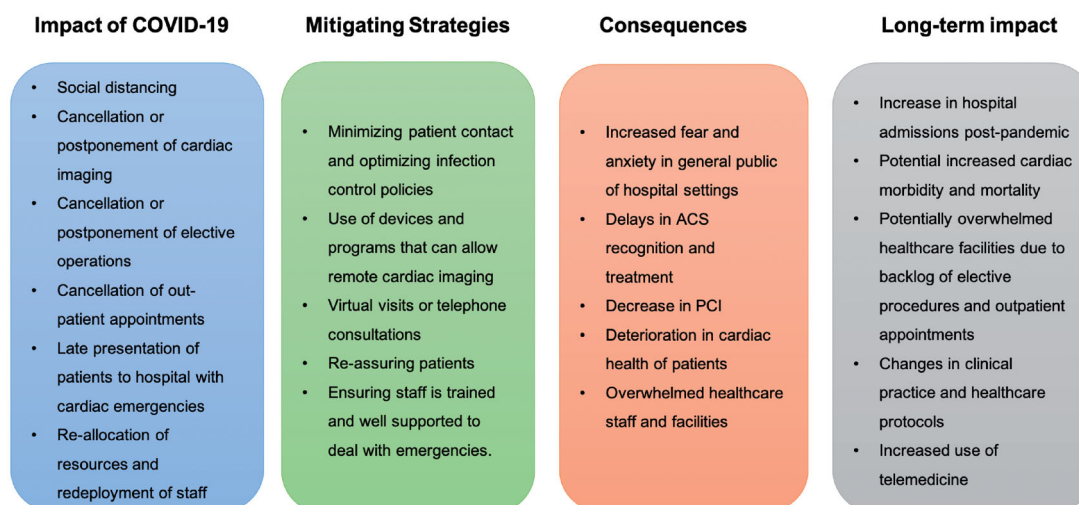 Impact of COVID-19
• Social distancing
• Cancellation or
postponement of cardiac
imaging
• Cancellation or
postponement of elective
operations
• Cancellation of out-
patient appointments
• Late presentation of
patients to hospital with
cardiac emergencies
• Re-allocation of
resources and
redeployment of staff
Mitigating Strategies
• Minimizing patient contact
and optimizing infection
control policies
• Use of devices and
programs that can allow
remote cardiac imaging
• Virtual visits or telephone
consultations
• Re-assuring patients
• Ensuring staff is trained
and well supported to
deal with emergencies.
Consequences
• Increased fear and
anxiety in general public
of hospital settings
• Delays in ACS
recognition and
treatment
• Decrease in PCI
• Deterioration in cardiac
health of patients
• Overwhelmed healthcare
staff and facilities
Long-term impact
• Increase in hospital
admissions post-pandemic
• Potential increased cardiac
morbidity and mortality
• Potentially overwhelmed
healthcare facilities due to
backlog of elective
procedures and outpatient
appointments
• Changes in clinical
practice and healthcare
protocols
• Increased use of
telemedicine